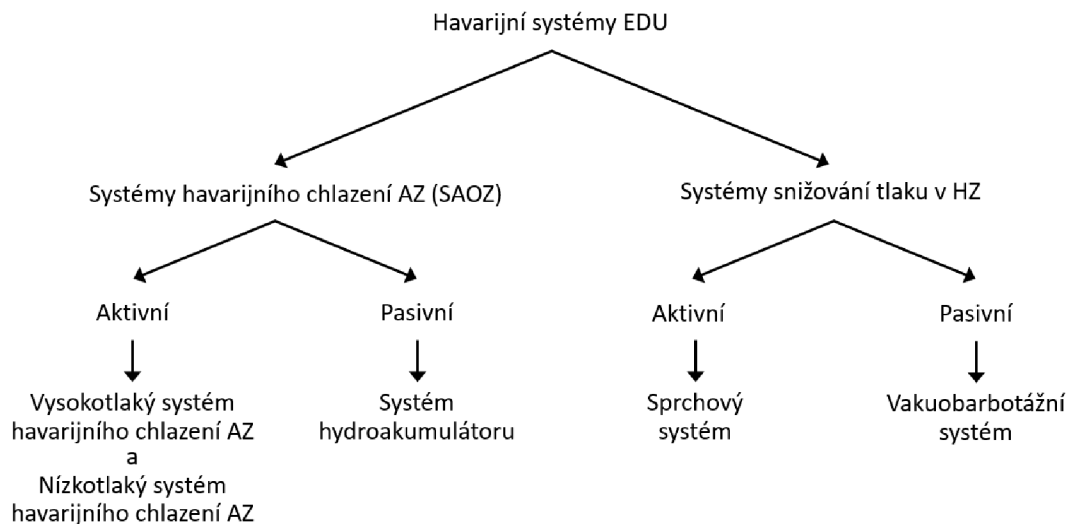 Havarijní systémy EDU
Systémy havarijního chlazení AZ (SAOZ)
Systémy snižování tlaku v HZ
Aktivní
Pasivní
Aktivní
Pasivní
Vysokotlaký systém
havarijního chlazení AZ
a
Nízkotlaký systém
havarijního chlazení AZ
Systém
hydroakumulátoru
Sprchový
systém
Vakuobarbotážní
systém